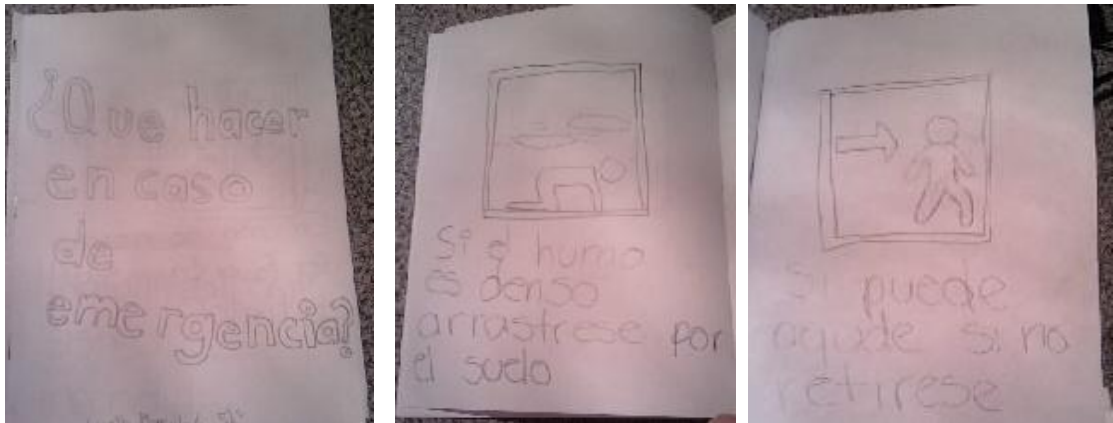 ¿Que hacer
en caso
de
emergencia?
Si el humo
es denso
arrastrese por
el suelo
Si puede
ayude si no
retirese